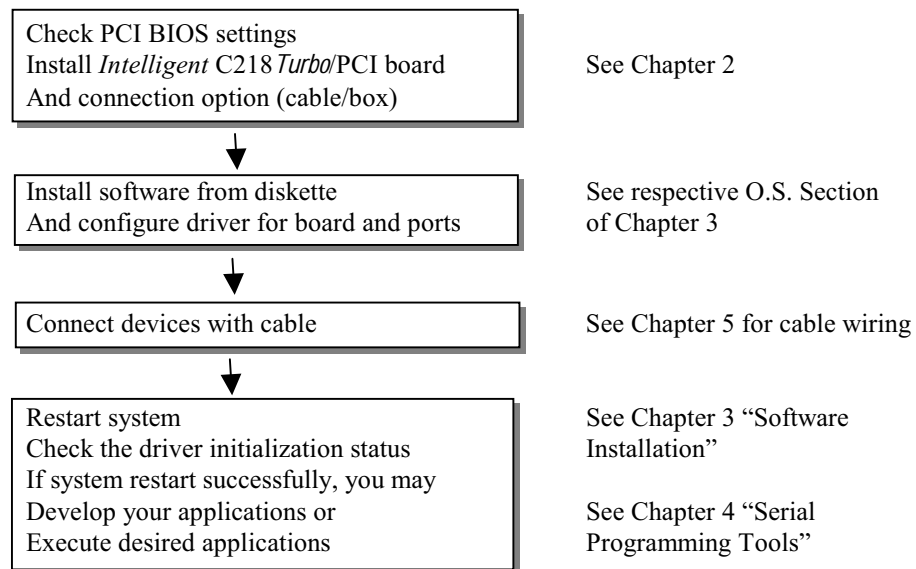 Check PCI BIOS settings
Install Intelligent C218 Turbo/PCI board
And connection option (cable/box)
See Chapter 2
Install software from diskette
And configure driver for board and ports
See respective O.S. Section
of Chapter 3
Connect devices with cable
See Chapter 5 for cable wiring
Restart system
Check the driver initialization status
If system restart successfully, you may
Develop your applications or
Execute desired applications
See Chapter 3 “Software
Installation”
See Chapter 4 “Serial
Programming Tools”